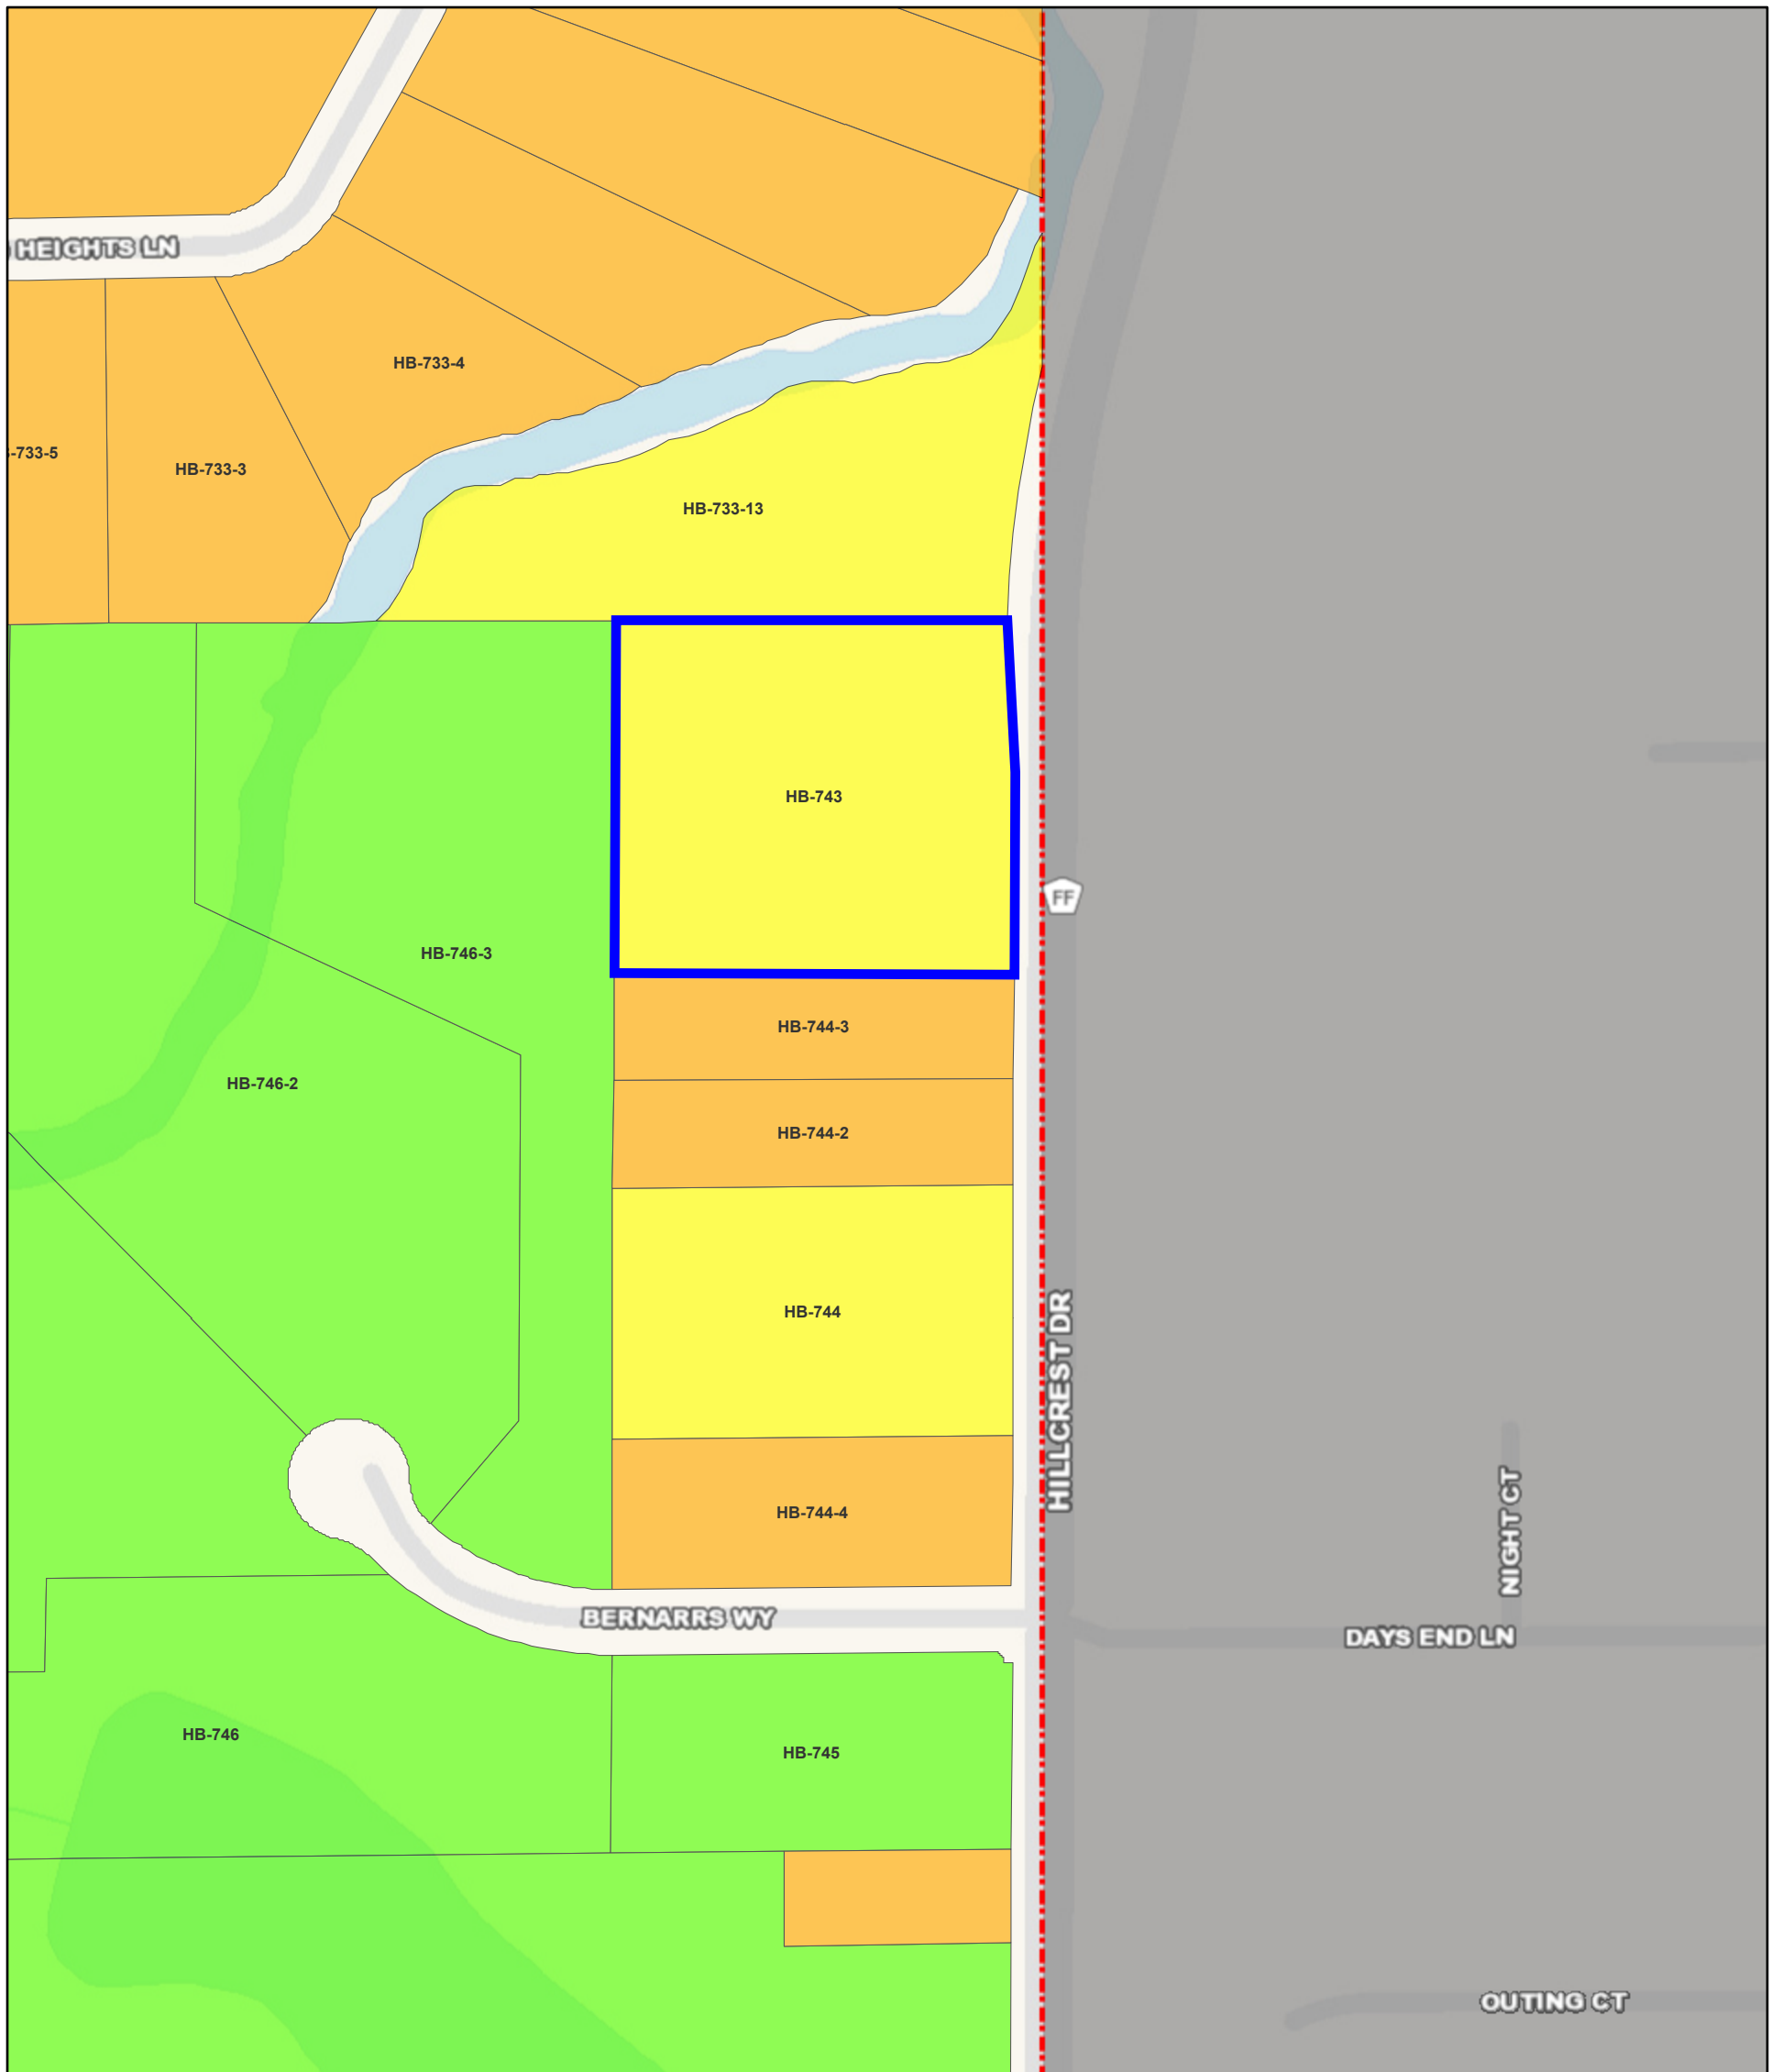 HEIGHTS LN
HB-733-4
-733-5
HB-733-3
HB-733-13
HB-743
FF
HB-746-3
HB-744-3
HB-746-2
HB-744-2
HB-744
HILLCREST DR
HB-744-4
NIGHT CT
BERNARRS WY
DAYS END LN
HB-746
HB-745
OUTING CT